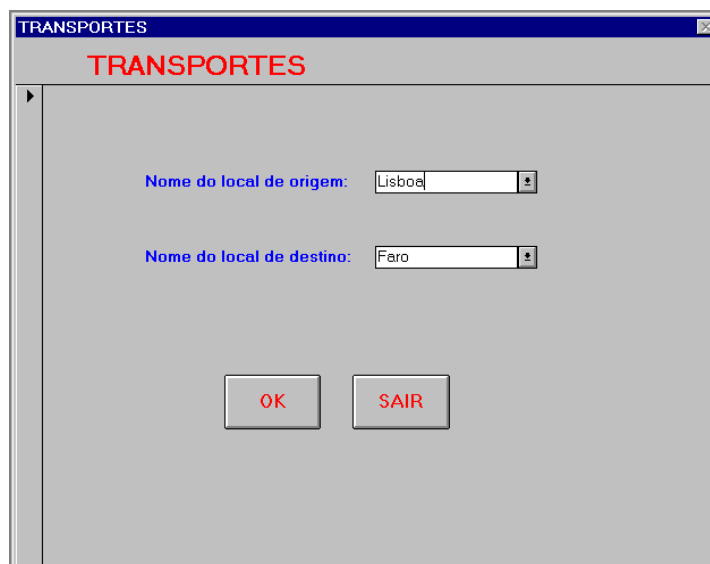 TRANSPORTES
TRANSPORTES
Nome do local de origem: Lisboa
Nome do local de destino: Faro
OK SAIR